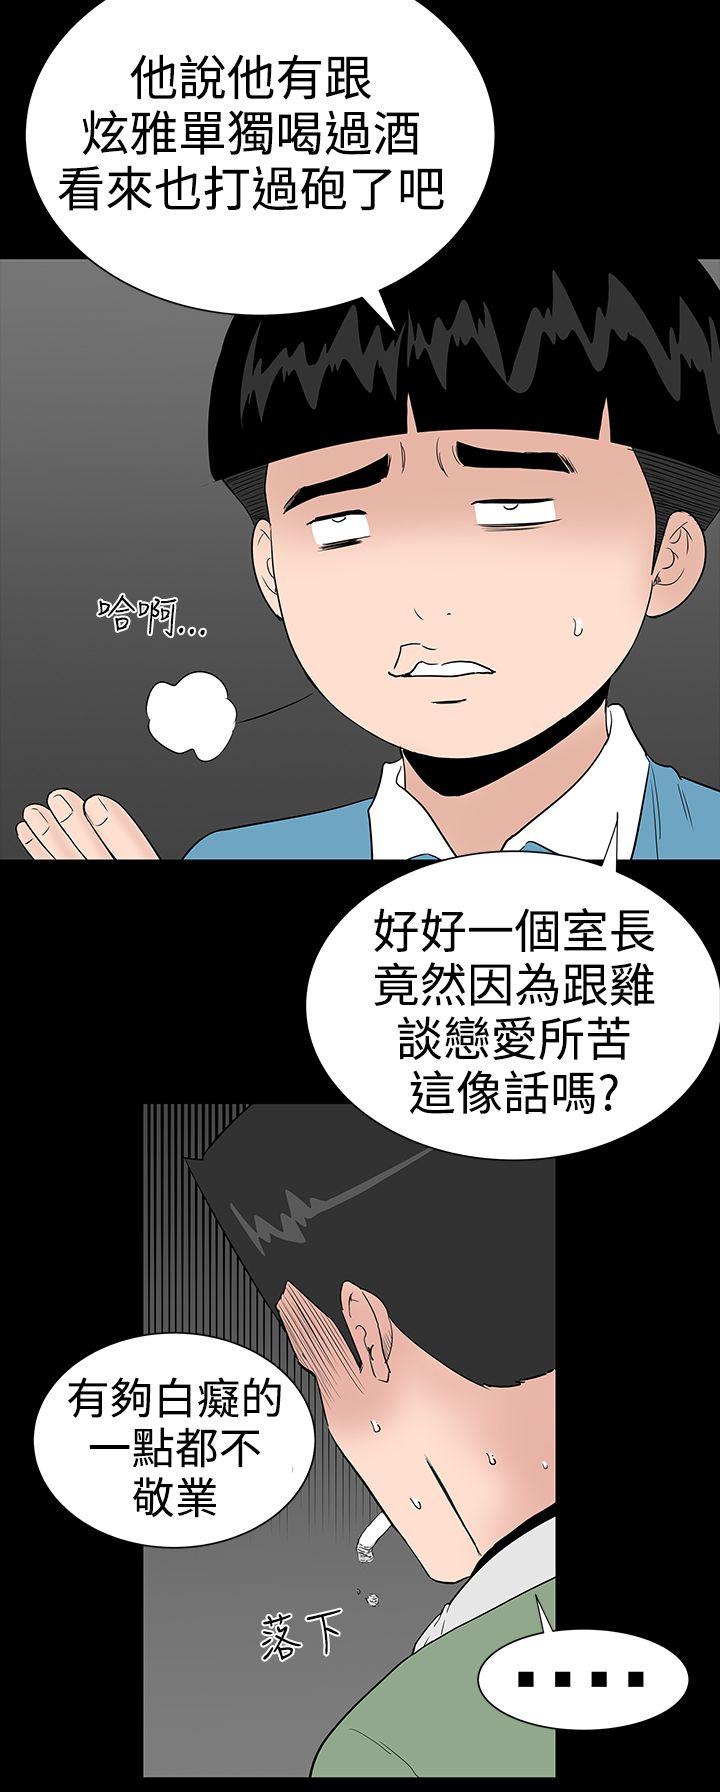 他說他有跟
炫雅單獨喝過酒
看來也打過砲了吧
哈啊...
好好一個室長
竟然因為跟雞
談戀愛所苦
這像話嗎?
有夠白癡的
一點都不
敬業
落下
....